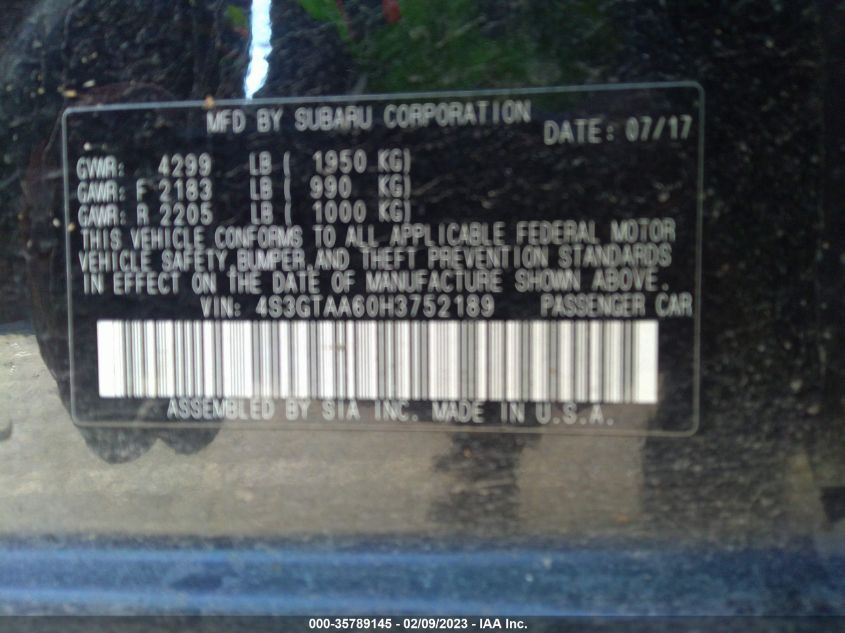 MFD BY SUBARU CORPORATION
DATE: 07/17
GVWR: 4299 LB ( 1950 KG)
GAWR: F 2183 LB ( 990 KG)
GAWR: R 2205 LB ( 1000 KG)
THIS VEHICLE CONFORMS TO ALL APPLICABLE FEDERAL MOTOR
VEHICLE SAFETY BUMPER, AND THEFT PREVENTION STANDARDS
IN EFFECT ON THE DATE OF MANUFACTURE SHOWN ABOVE.
VIN: 4S3GTAA60H3752189 PASSENGER CAR
ASSEMBLED BY SIA INC. MADE IN U.S.A.
000-35789145 - 02/09/2023 - IAA Inc.